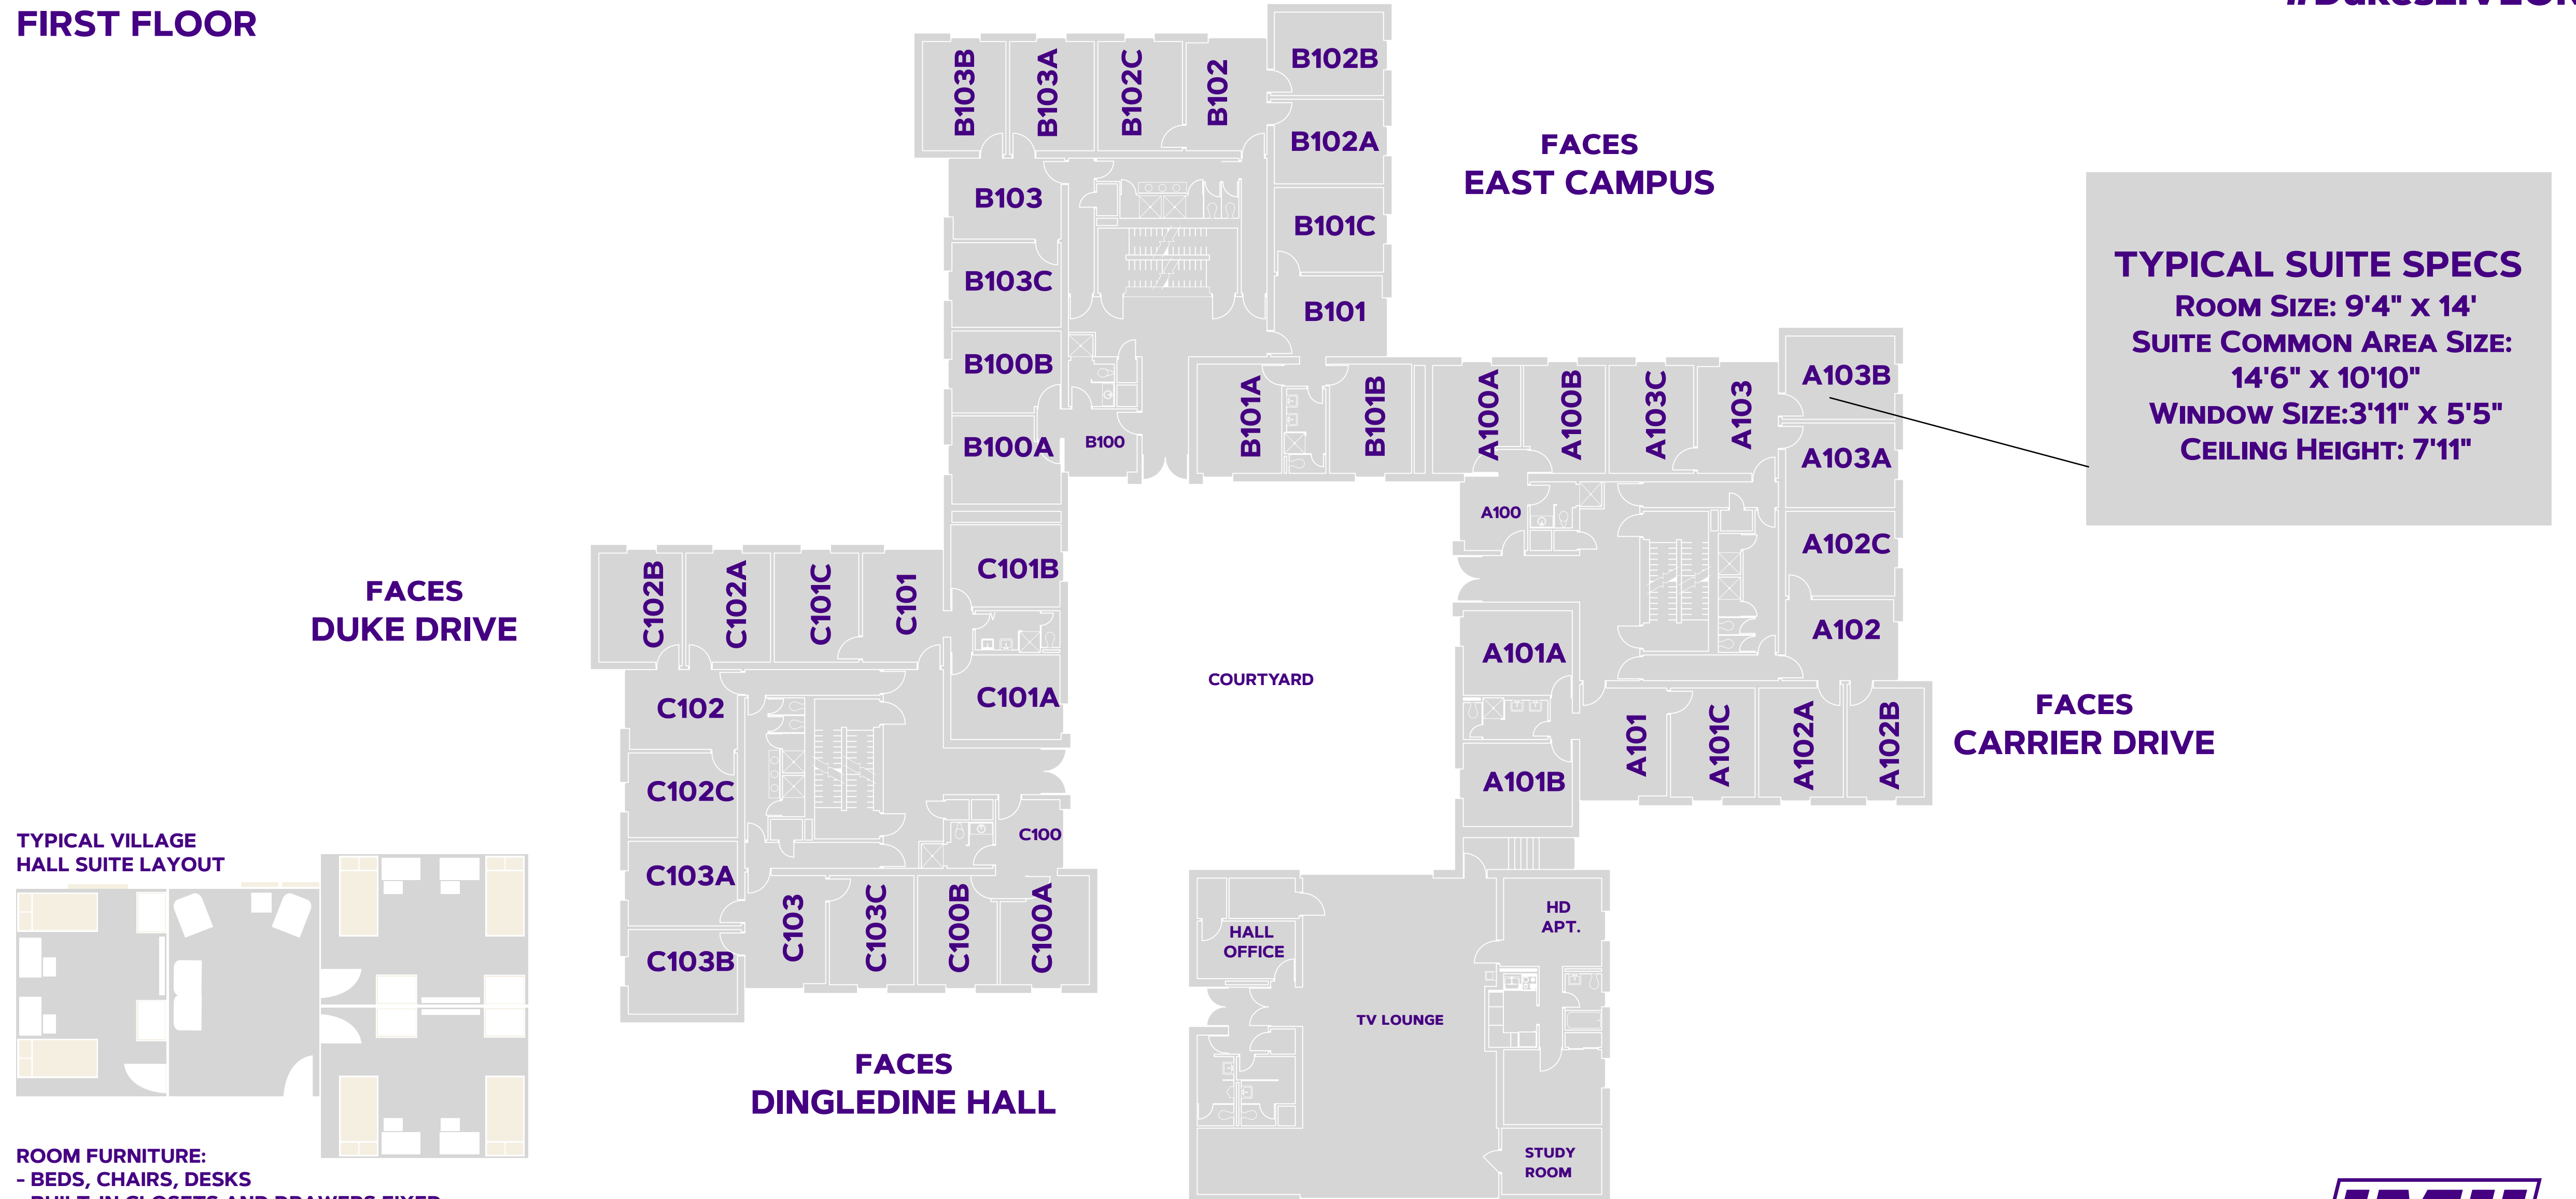 FIRST FLOOR
B103B
B103A
B102C
B102
B102B
B102A
B101C
B101
B103
B103C
B100B
B100A
B100
B101A
B101B
FACES
EAST CAMPUS
TYPICAL SUITE SPECS
ROOM SIZE: 9'4" X 14'
SUITE COMMON AREA SIZE:
14'6" X 10'10"
WINDOW SIZE:3'11" X 5'5"
CEILING HEIGHT: 7'11"
A100A
A100B
A103C
A103
A103B
A103A
A102C
A102
A100
A101A
A101B
A101
A101C
A102A
A102B
FACES
CARRIER DRIVE
FACES
DUKE DRIVE
C102B
C102A
C101C
C101
C101B
C101A
C102
C102C
C103A
C103B
C103
C103C
C100B
C100A
C100
COURTYARD
FACES
DINGLEDINE HALL
HALL
OFFICE
TV LOUNGE
HD
APT.
STUDY
ROOM
TYPICAL VILLAGE
HALL SUITE LAYOUT
ROOM FURNITURE:
- BEDS, CHAIRS, DESKS